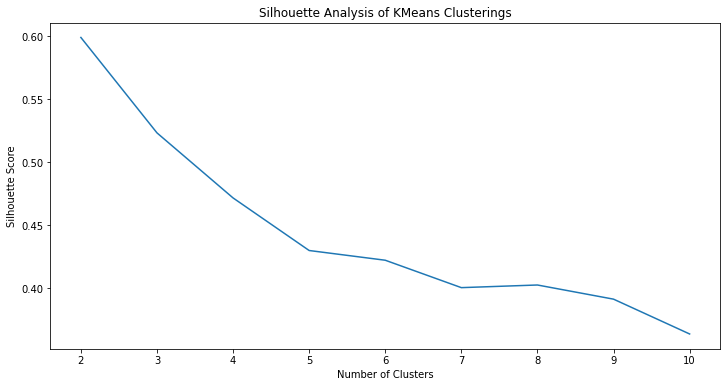 Silhouette Analysis of KMeans Clusterings
0.60
0.55
0.50
0.45
0.40
Silhouette Score
2 3 4 5 6 7 8 9 10
Number of Clusters